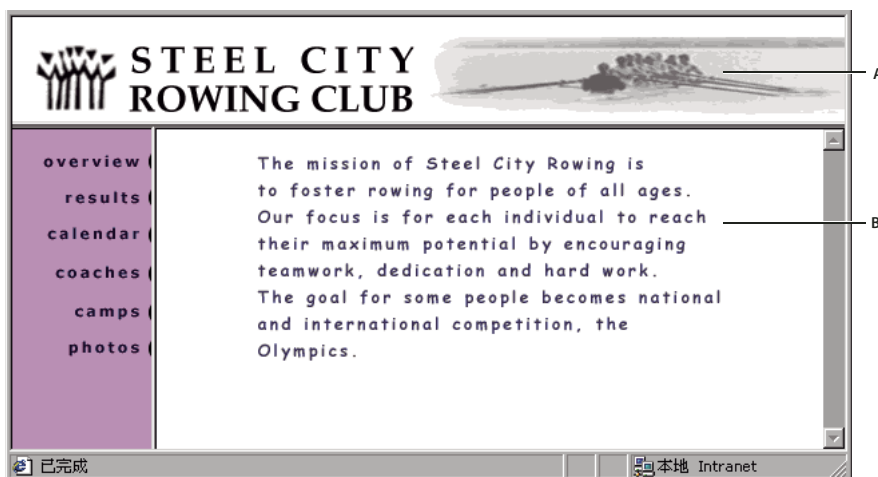 STEEL CITY
ROWING CLUB
A
overview
results
calendar
coaches
camps
photos
The mission of Steel City Rowing is
to foster rowing for people of all ages.
Our focus is for each individual to reach
their maximum potential by encouraging
teamwork, dedication and hard work.
The goal for some people becomes national
and international competition, the
Olympics.
B
已完成
本地 Intranet